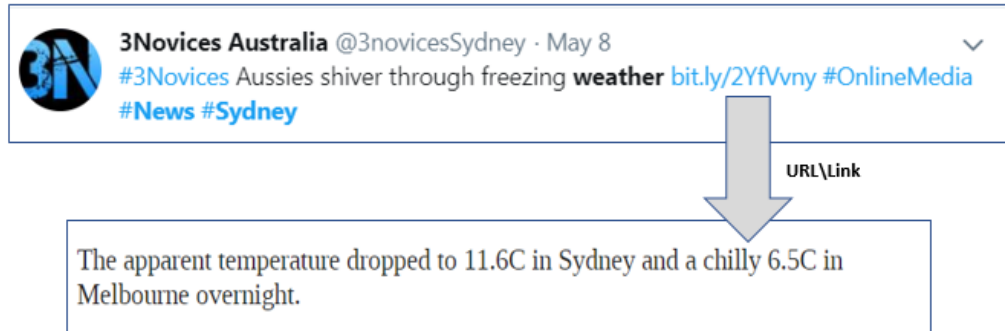 3N
3Novices Australia @3novicesSydney · May 8
#3Novices Aussies shiver through freezing weather bit.ly/2YfVvny #OnlineMedia
#News #Sydney
URL\Link
The apparent temperature dropped to 11.6C in Sydney and a chilly 6.5C in
Melbourne overnight.